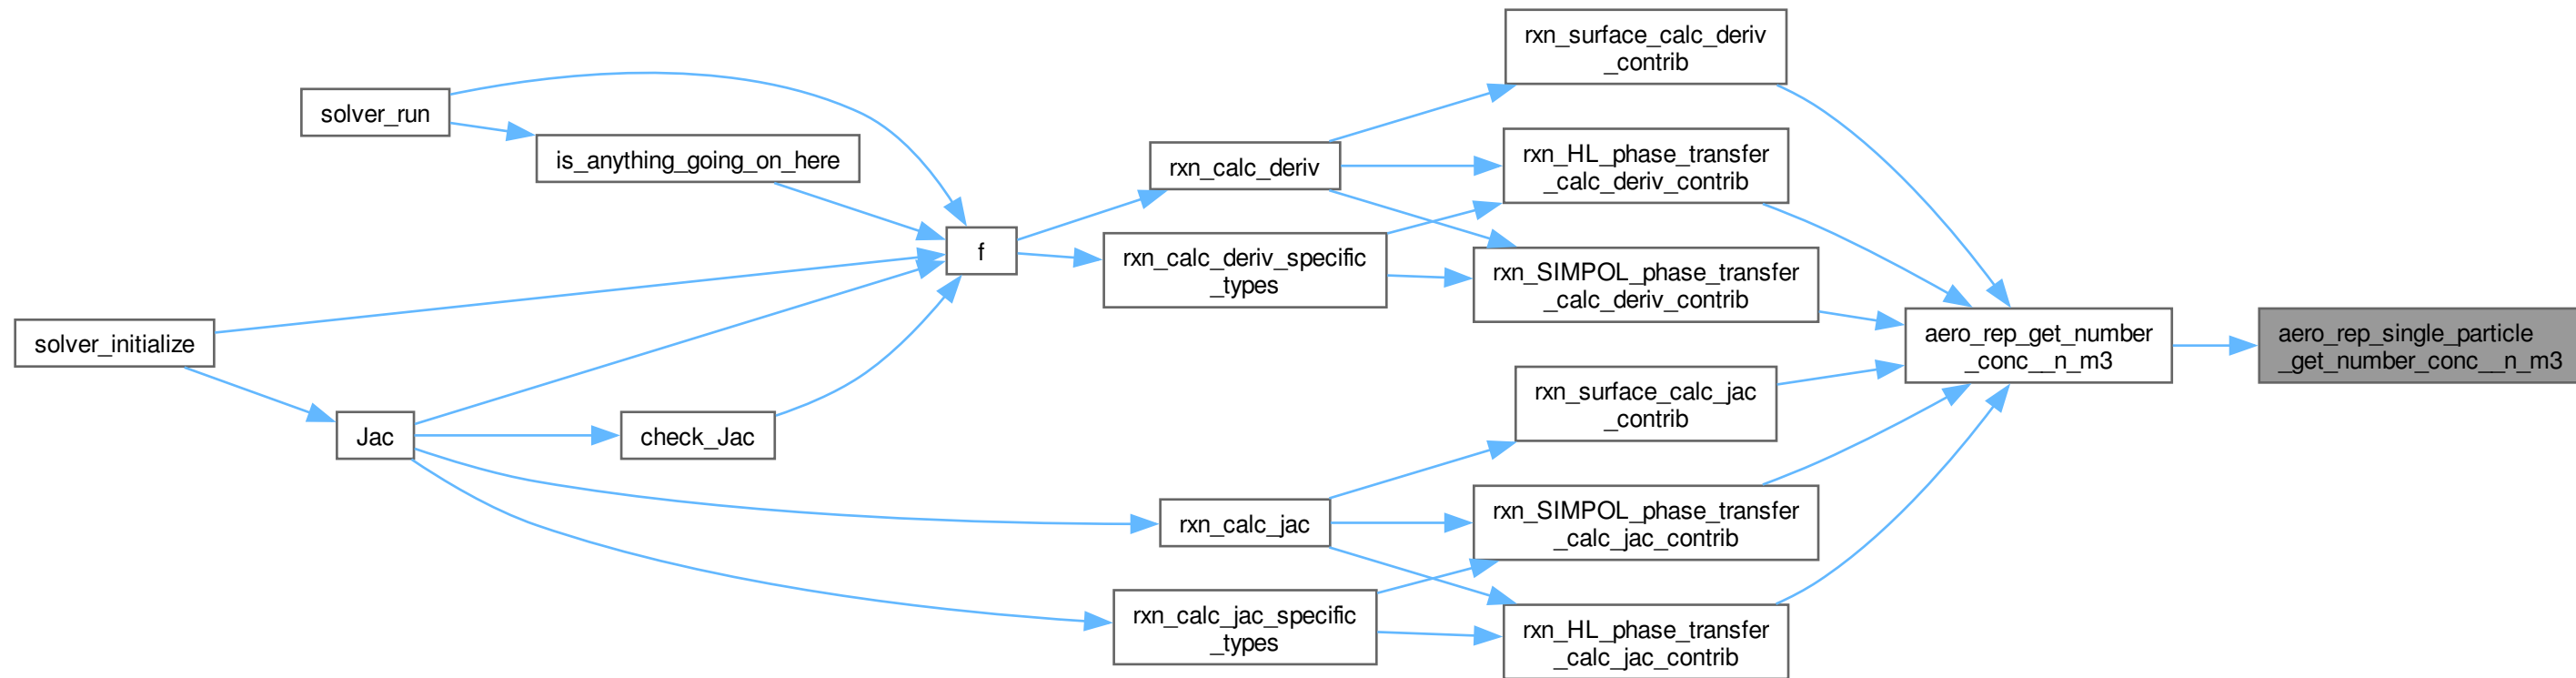 rxn_surface_calc_deriv
_contrib
solver_run
is_anything_going_on_here
rxn_calc_deriv
rxn_HL_phase_transfer
_calc_deriv_contrib
f
rxn_calc_deriv_specific
_types
rxn_SIMPOL_phase_transfer
_calc_deriv_contrib
solver_initialize
aero_rep_get_number
_conc__n_m3
aero_rep_single_particle
_get_number_conc__n_m3
Jac
check_Jac
rxn_surface_calc_jac
_contrib
rxn_calc_jac
rxn_SIMPOL_phase_transfer
_calc_jac_contrib
rxn_calc_jac_specific
_types
rxn_HL_phase_transfer
_calc_jac_contrib